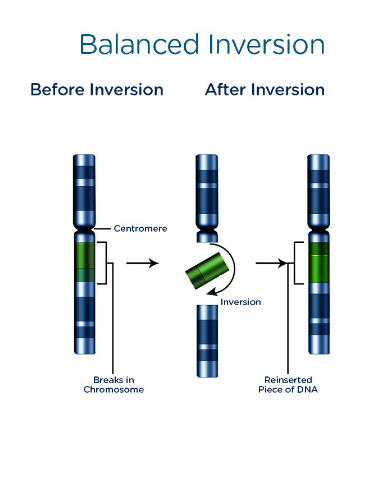 Balanced Inversion
Before Inversion
After Inversion
Centromere
Inversion
Breaks in
Chromosome
Reinserted
Piece of DNA